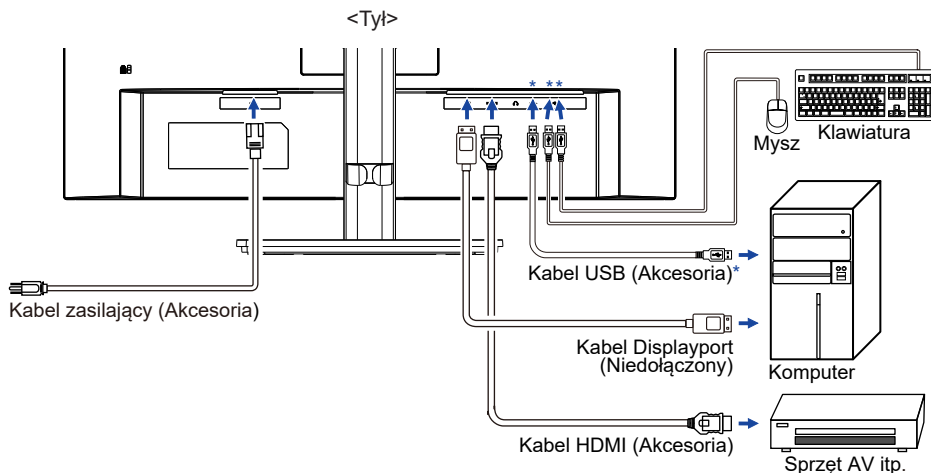 <Tył>
* * *
Mysz
Klawiatura
Kabel USB (Akcesoria)*
Kabel zasilający (Akcesoria)
Kabel Displayport
(Niedołączony)
Komputer
Kabel HDMI (Akcesoria)
Sprzęt AV itp.